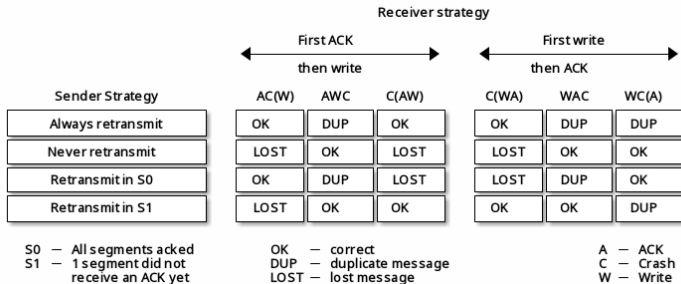 Receiver strategy
First ACK First write
then write then ACK
Sender Strategy AC(W) AWC C(AW) C(WA) WAC WC(A)
Always retransmit OK DUP OK OK DUP DUP
Never retransmit LOST OK LOST LOST OK OK
Retransmit in S0 OK DUP LOST LOST DUP OK
Retransmit in S1 LOST OK OK OK OK DUP
S0 — All segments acked OK — correct A — ACK
S1 — 1 segment did not DUP — duplicate message C — Crash
receive an ACK yet LOST — lost message W — Write